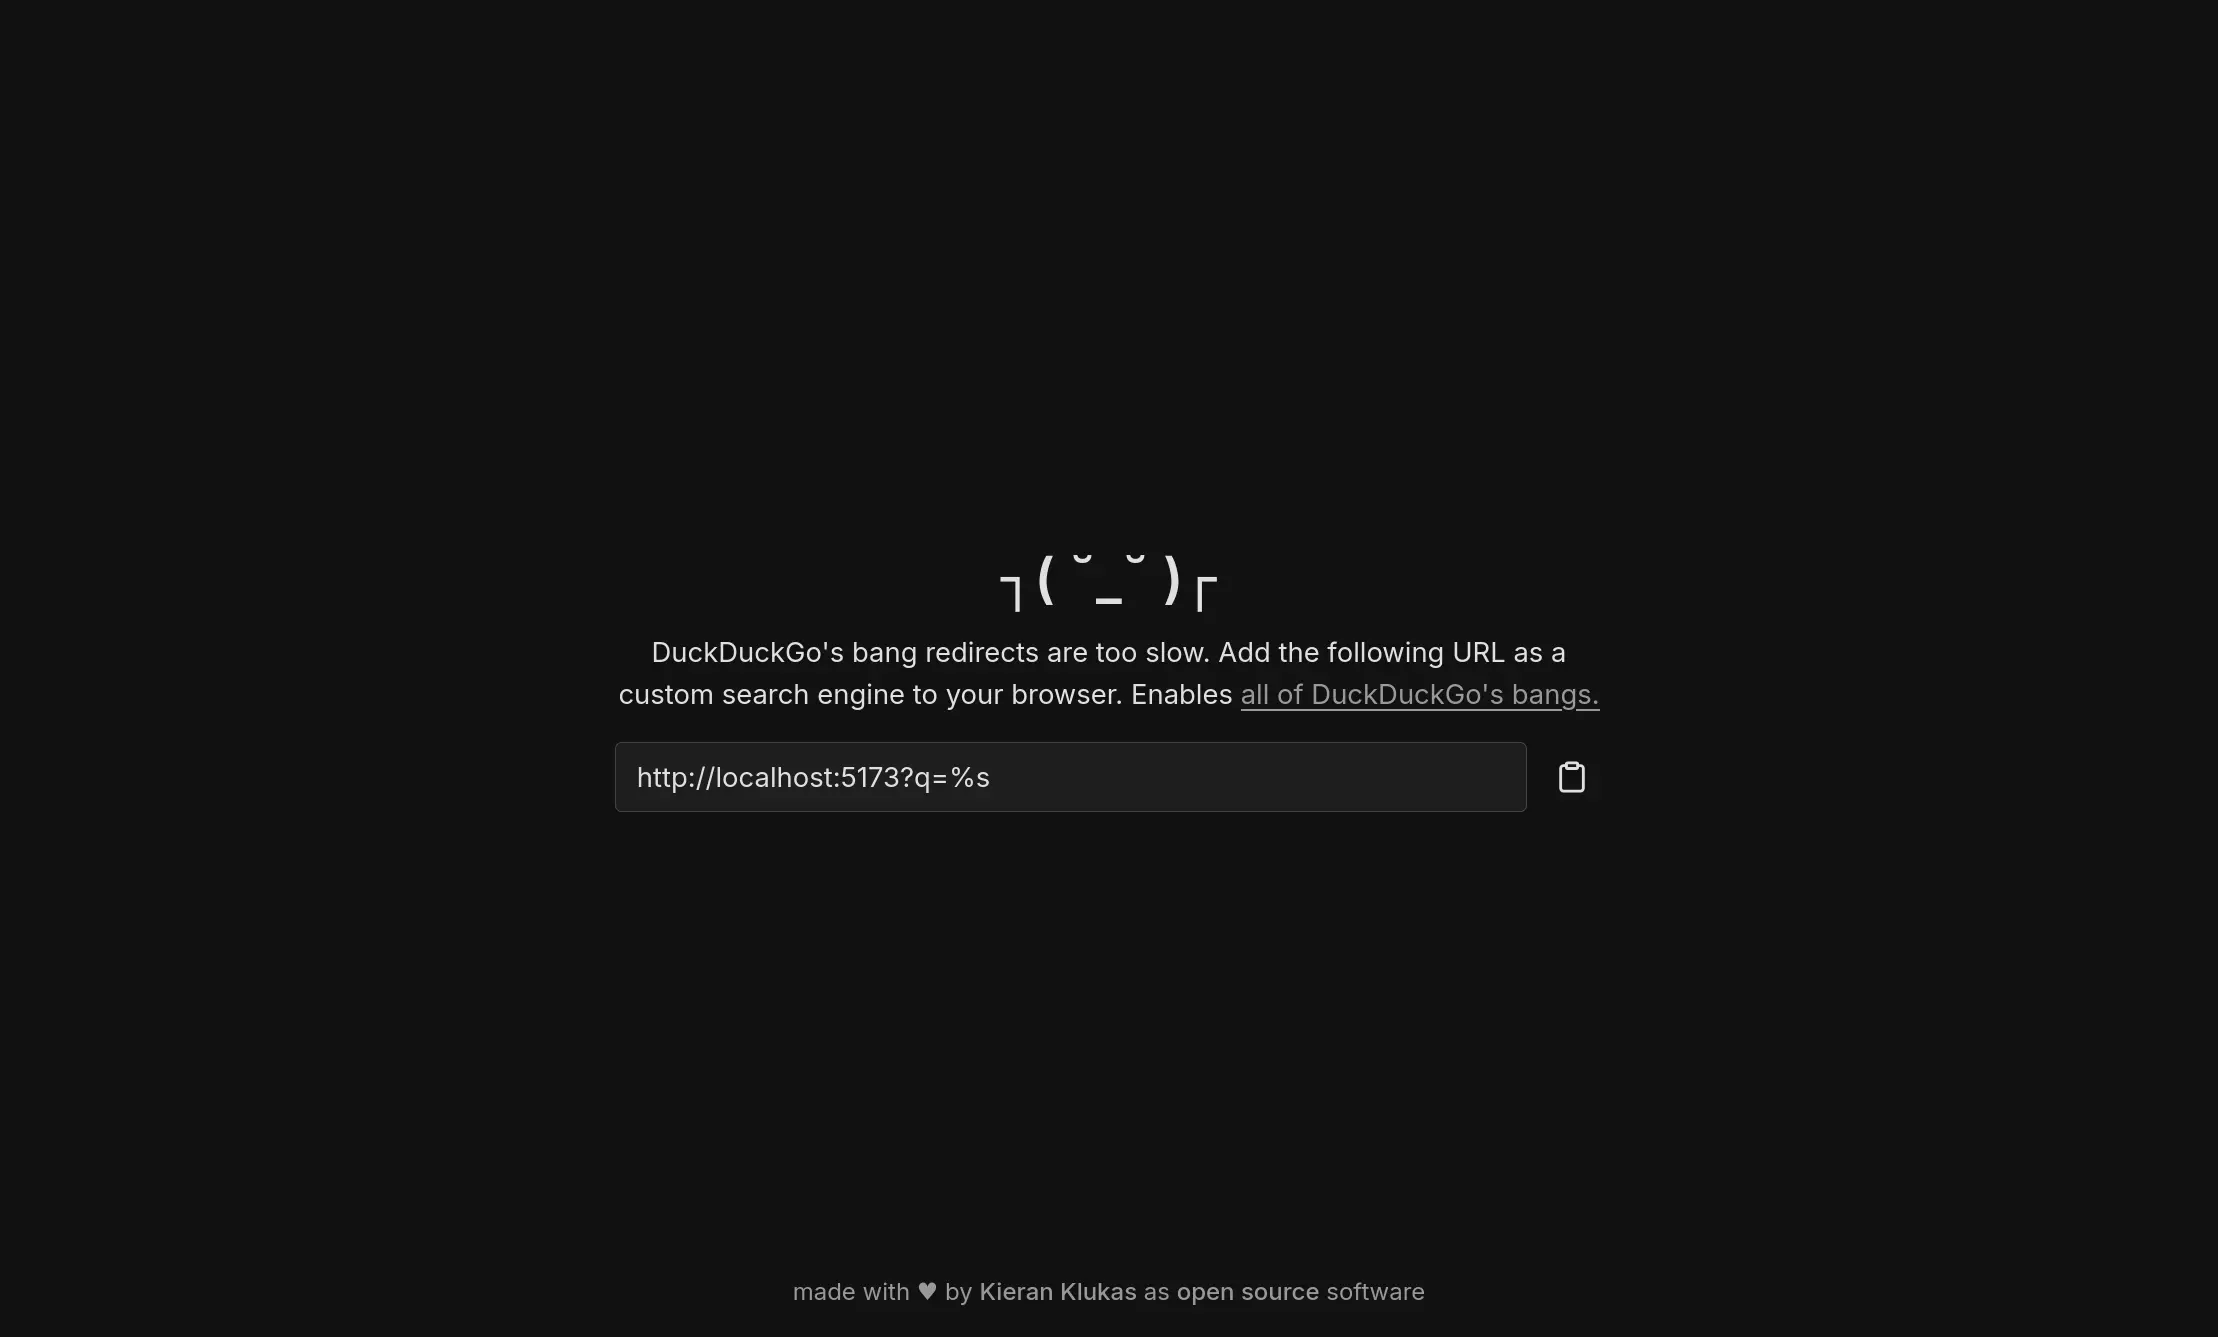 ┐( ˘_˘ )┌
DuckDuckGo's bang redirects are too slow. Add the following URL as a
custom search engine to your browser. Enables all of DuckDuckGo's bangs.
http://localhost:5173?q=%s
made with ♥ by Kieran Klukas as open source software